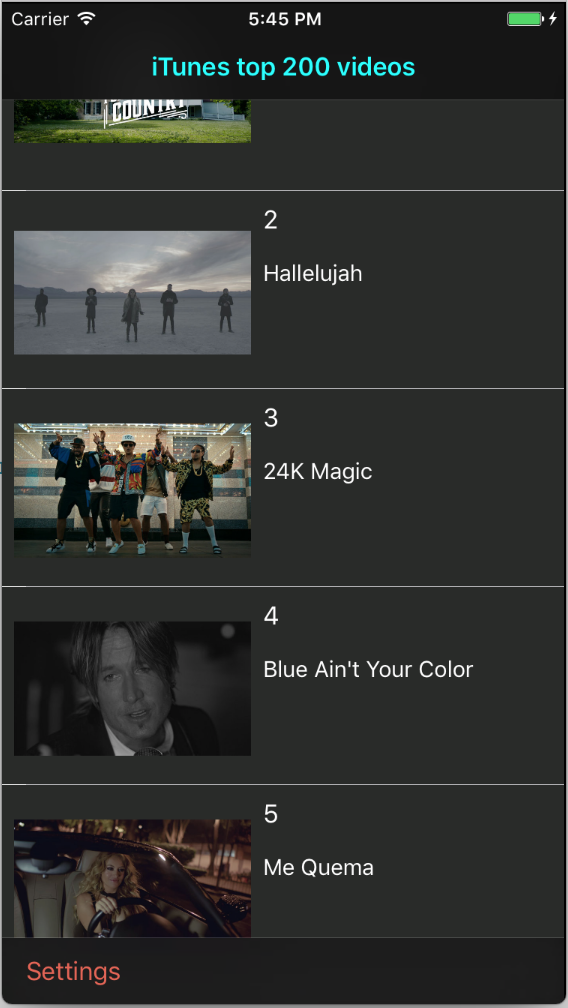 Carrier 5:45 PM
iTunes top 200 videos
COUNTRY
2
Hallelujah
3
24K Magic
4
Blue Ain't Your Color
5
Me Quema
Settings